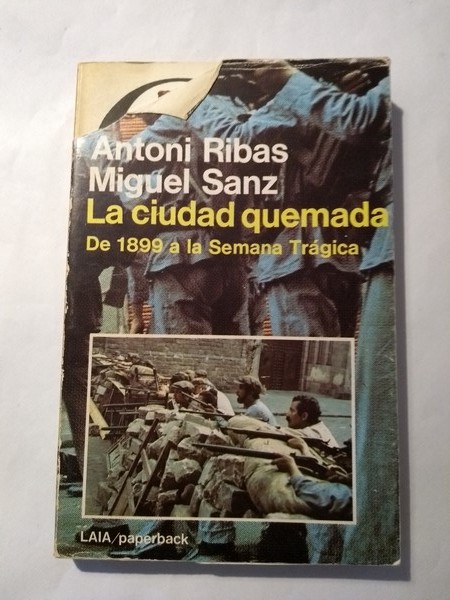 Antoni Ribas
Miguel Sanz
La ciudad quemada
De 1899 a la Semana Trágica
LAIA/paperback